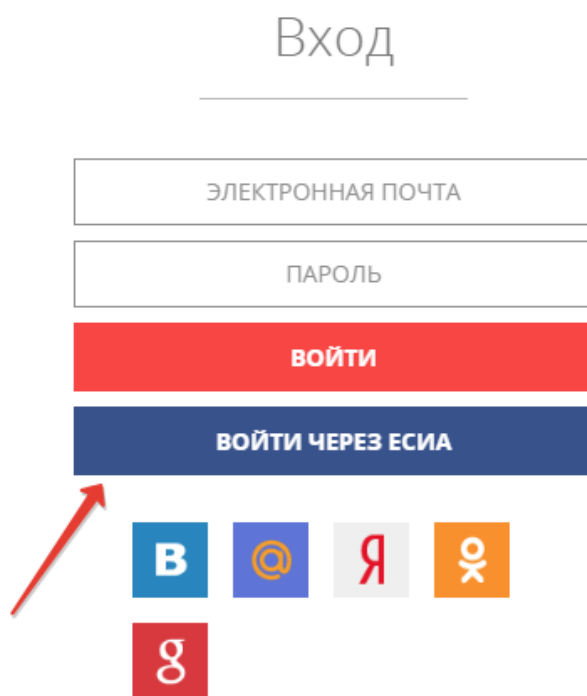 Вход
ЭЛЕКТРОННАЯ ПОЧТА
ПАРОЛЬ
ВОЙТИ
ВОЙТИ ЧЕРЕЗ ЕСИА
В @ Я
g